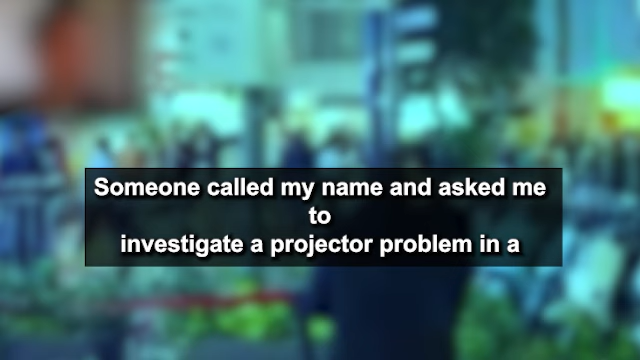 Someone called my name and asked me
to
investigate a projector problem in a